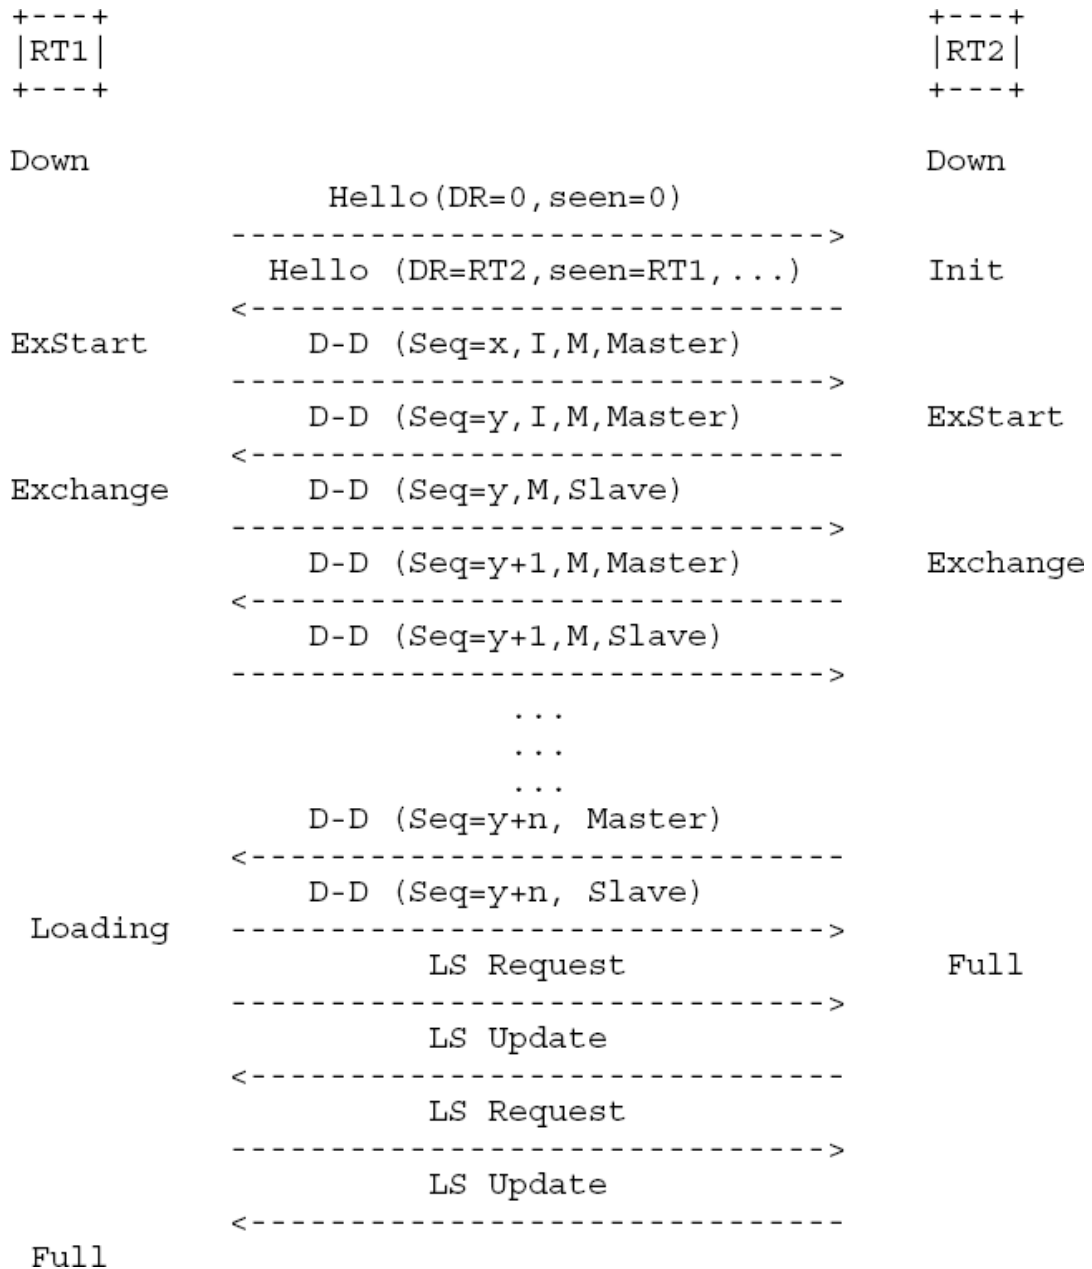 +---+                                         +---+
|RT1|                                         |RT2|
+---+                                         +---+
Down                                          Down
                Hello(DR=0,seen=0)
           ------------------------------>
             Hello (DR=RT2,seen=RT1,...)      Init
           <------------------------------
ExStart        D-D (Seq=x,I,M,Master)
           ------------------------------>
               D-D (Seq=y,I,M,Master)         ExStart
           <------------------------------
Exchange       D-D (Seq=y,M,Slave)
           ------------------------------>
               D-D (Seq=y+1,M,Master)         Exchange
           <------------------------------
               D-D (Seq=y+1,M,Slave)
           ------------------------------>
                         ...
                         ...
                         ...
               D-D (Seq=y+n, Master)
           <------------------------------
               D-D (Seq=y+n, Slave)
 Loading   ------------------------------>
                     LS Request                Full
           ------------------------------>
                     LS Update
           <------------------------------
                     LS Request
           ------------------------------>
                     LS Update
           <------------------------------
 Full